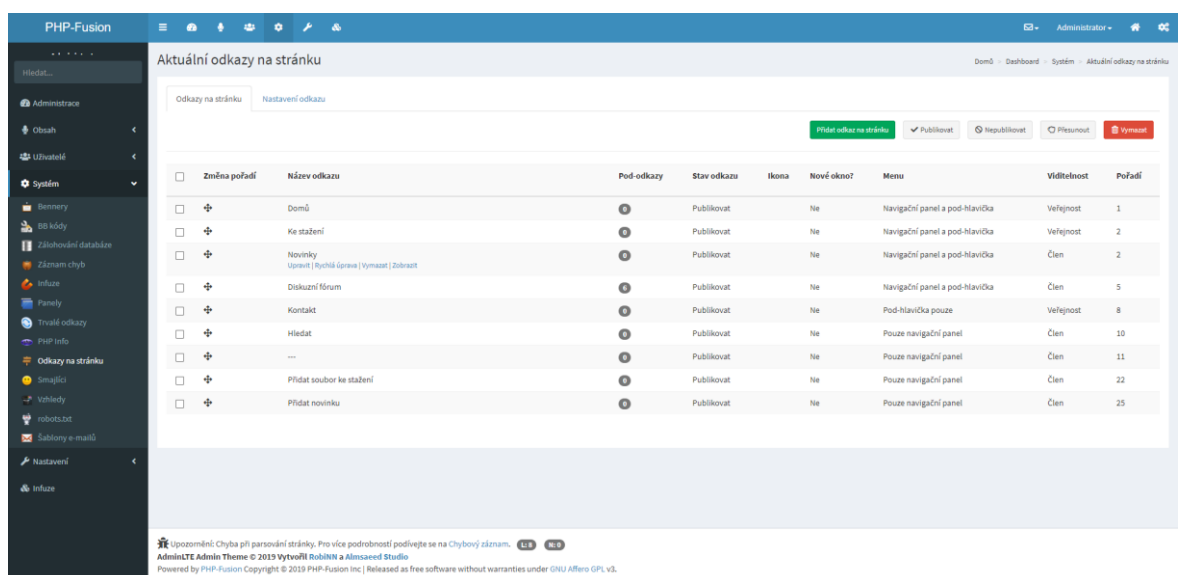 PHP-Fusion
Administrator
Hledat...
Administrace
Obsah
Uživatelé
Systém
Bennery
BB kódy
Zálohování databáze
Záznam chyb
Infuze
Panely
Trvalé odkazy
PHP Info
Odkazy na stránku
Smajlíci
Vzhledy
robots.txt
Šablony e-mailů
Nastavení
Infuze
Aktuální odkazy na stránku
Domů > Dashboard > Systém > Aktuální odkazy na stránku
Odkazy na stránku Nastavení odkazu
Přidat odkaz na stránku Publikovat Nepublikovat Přesunout Vymazat
Změna pořadí Název odkazu Pod-odkazy Stav odkazu Ikona Nové okno? Menu Viditelnost Pořadí
Domů 0 Publikovat Ne Navigační panel a pod-hlavička Veřejnost 1
Ke stažení 0 Publikovat Ne Navigační panel a pod-hlavička Veřejnost 2
Novinky 0 Publikovat Ne Navigační panel a pod-hlavička Člen 2
Upravit | Rychlá úprava | Vymazat | Zobrazit
Diskuzní fórum 6 Publikovat Ne Navigační panel a pod-hlavička Člen 5
Kontakt 0 Publikovat Ne Pod-hlavička pouze Veřejnost 8
Hledat 0 Publikovat Ne Pouze navigační panel Člen 10
--- 0 Publikovat Ne Pouze navigační panel Člen 11
Přidat soubor ke stažení 0 Publikovat Ne Pouze navigační panel Člen 22
Přidat novinku 0 Publikovat Ne Pouze navigační panel Člen 25
Upozornění: Chyba při parsování stránky. Pro více podrobností podívejte se na Chybový záznam. L: 8 N: 0
AdminLTE Admin Theme © 2019 Vytvořil RobiNN a Almsaeed Studio
Powered by PHP-Fusion Copyright © 2019 PHP-Fusion Inc | Released as free software without warranties under GNU Affero GPL v3.